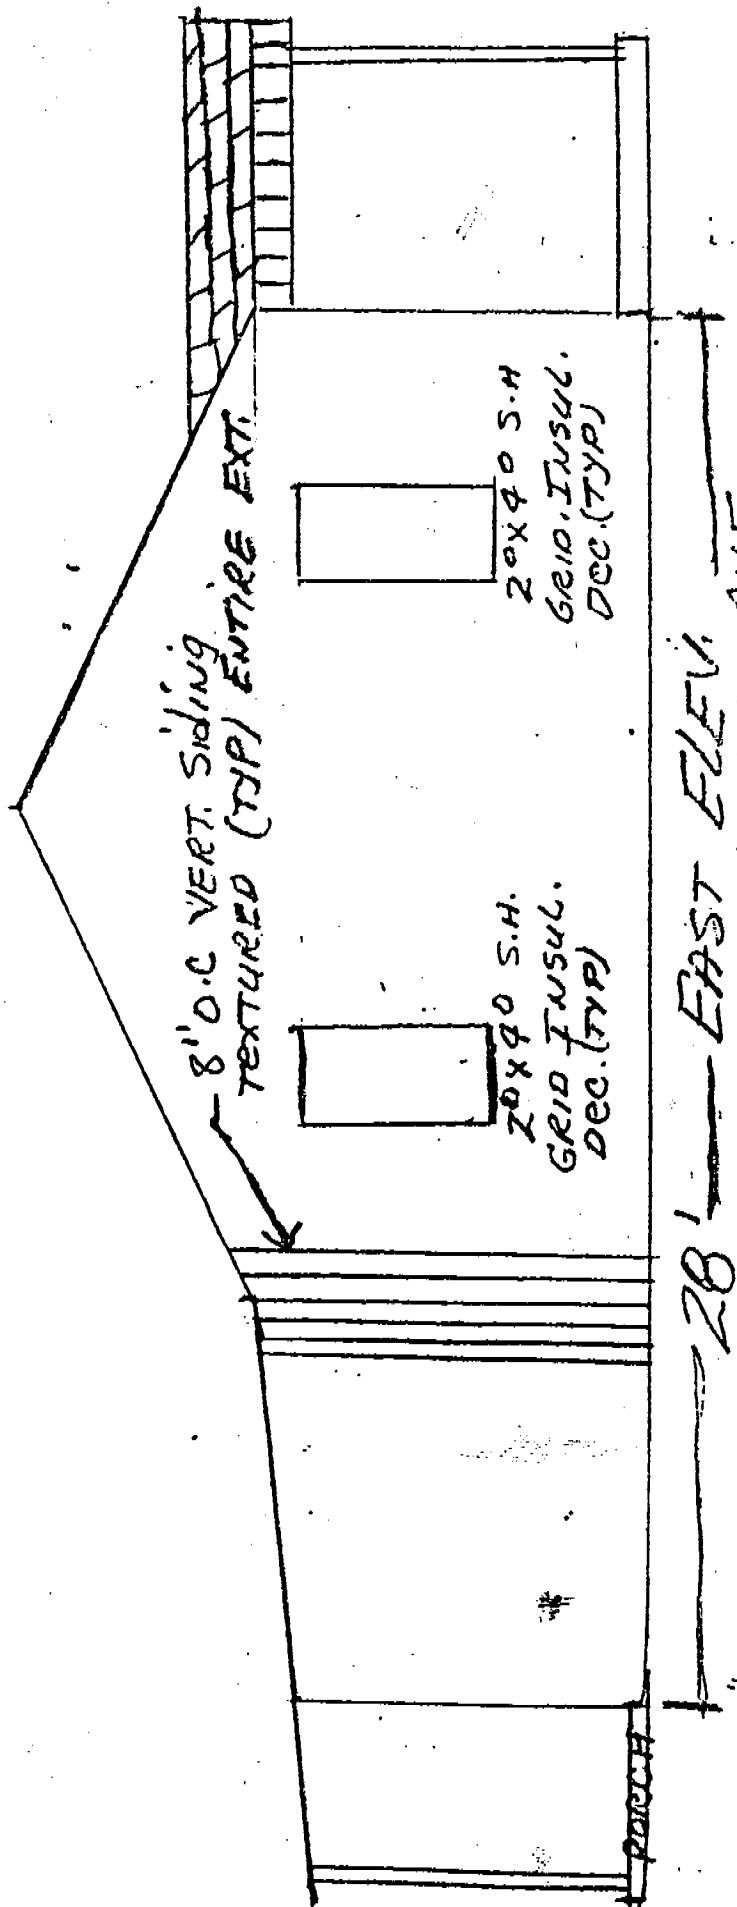 8" O.C VERT. Siding
TEXTURED (TYP) ENTIRE EXT.
2⁰x4⁰ S.H.
GRID INSUL.
DEC. (TYP)
2⁰x4⁰ S.H
GRID. INSUL.
DEC. (TYP)
PORCH
28' EAST ELEV.